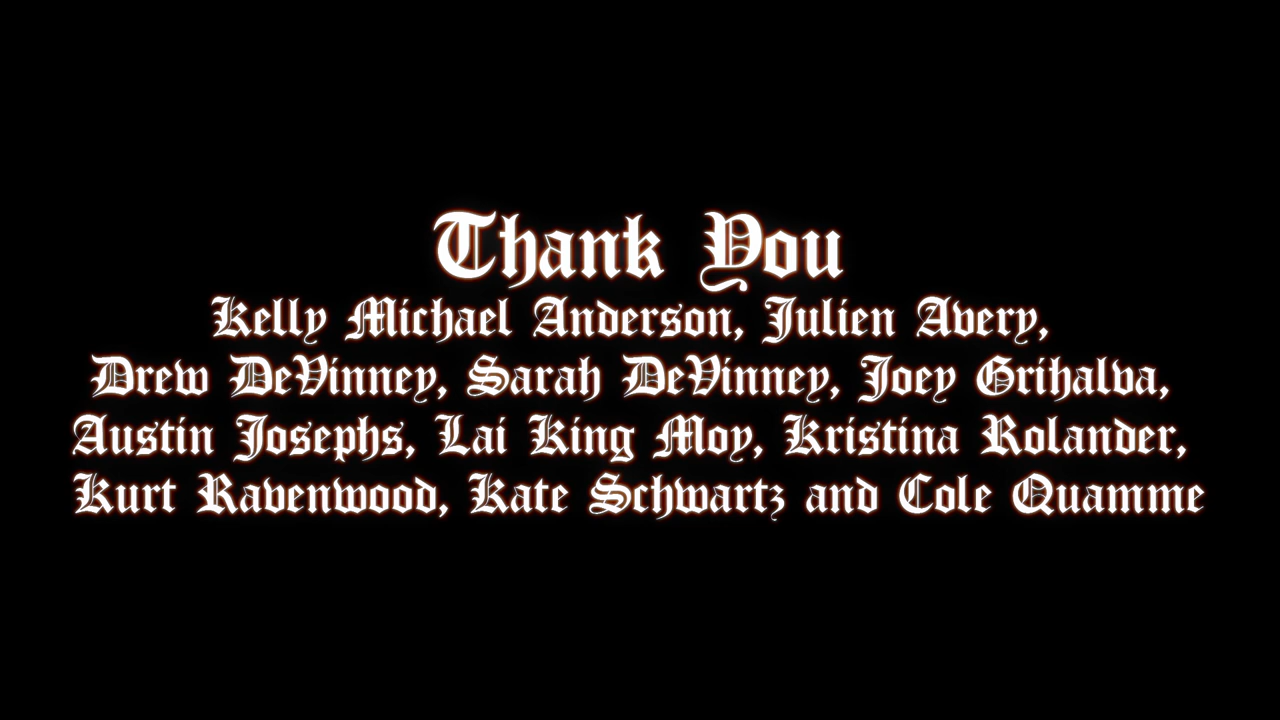 Thank You
Kelly Michael Anderson, Julien Avery,
Drew DeVinney, Sarah DeVinney, Joey Grihalva,
Austin Josephs, Lai King Moy, Kristina Rolander,
Kurt Ravenwood, Kate Schwartz and Cole Quamme